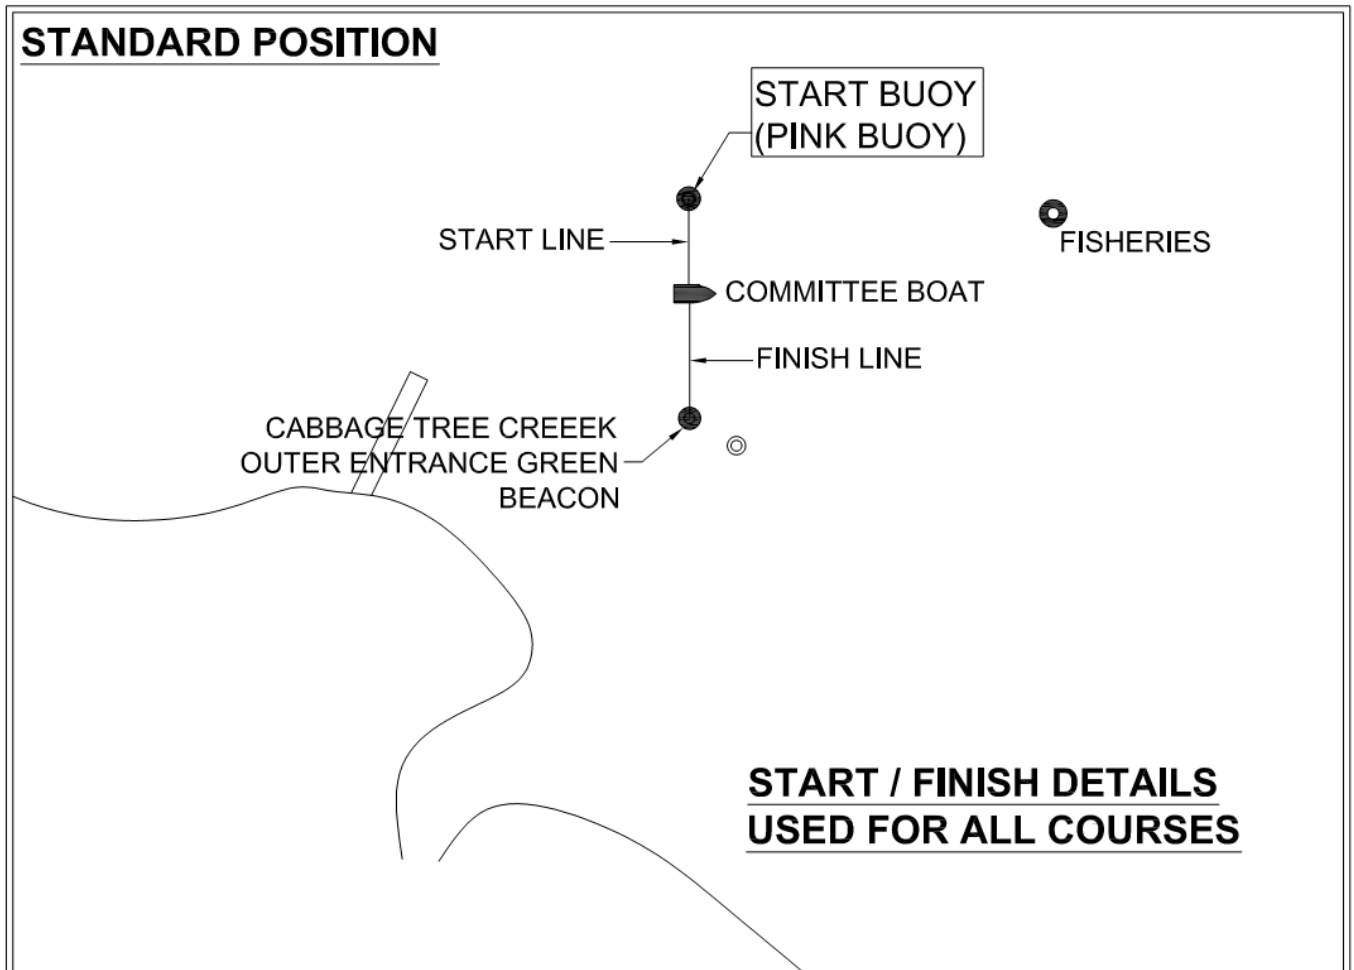 STANDARD POSITION
START BUOY
(PINK BUOY)
START LINE
FISHERIES
COMMITTEE BOAT
FINISH LINE
CABBAGE TREE CREEEK
OUTER ENTRANCE GREEN
BEACON
START / FINISH DETAILS
USED FOR ALL COURSES